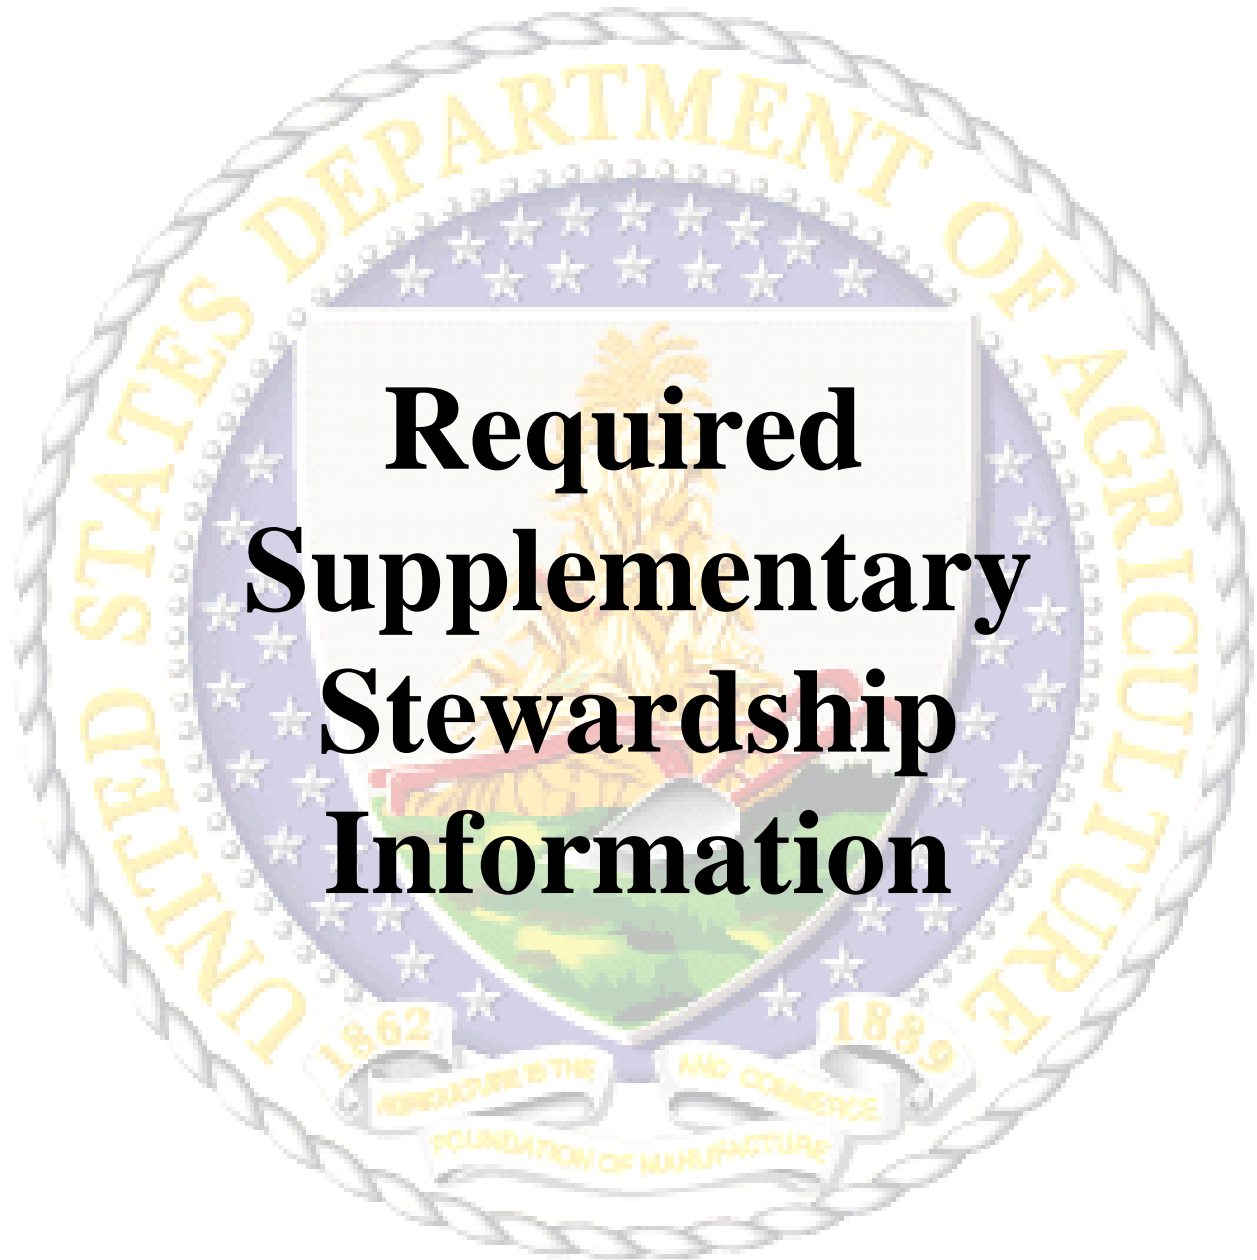 UNITED STATES DEPARTMENT OF AGRICULTURE
Required
Supplementary
Stewardship
Information
1862
1889
AGRICULTURE IS THE
FOUNDATION OF MANUFACTURE
AND COMMERCE